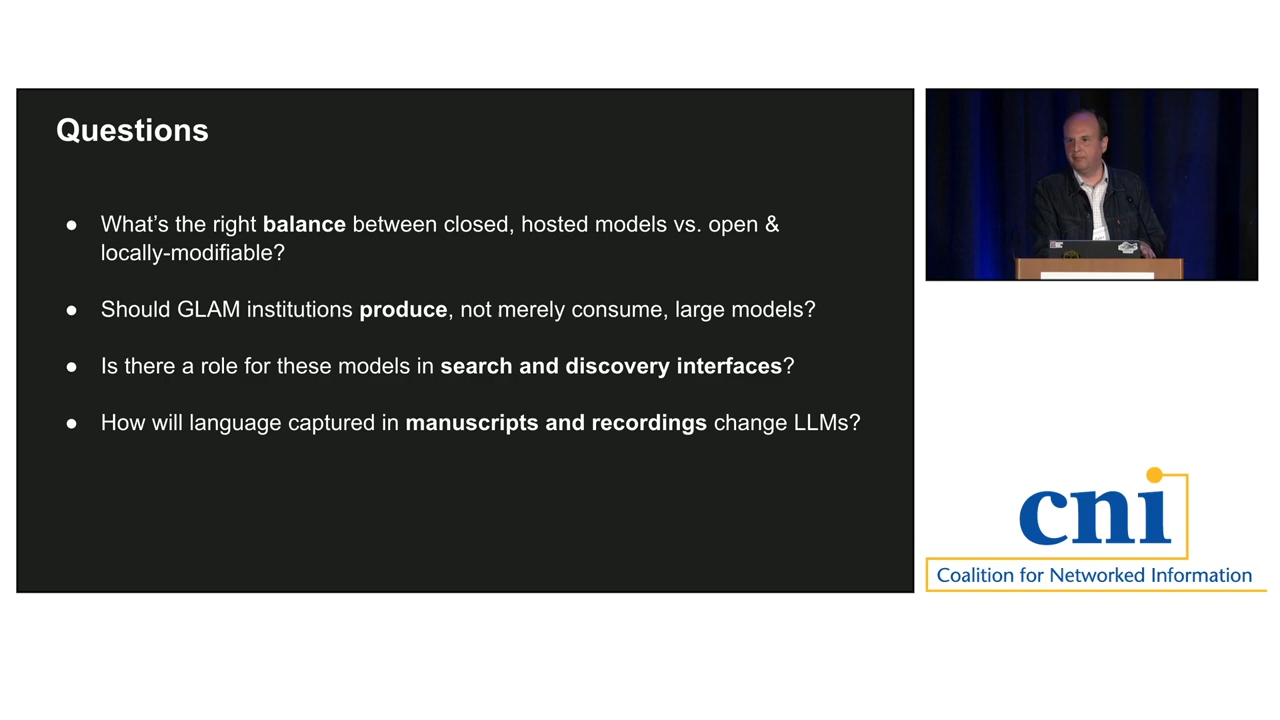 Questions
● What’s the right balance between closed, hosted models vs. open &
locally-modifiable?
● Should GLAM institutions produce, not merely consume, large models?
● Is there a role for these models in search and discovery interfaces?
● How will language captured in manuscripts and recordings change LLMs?
cni
Coalition for Networked Information